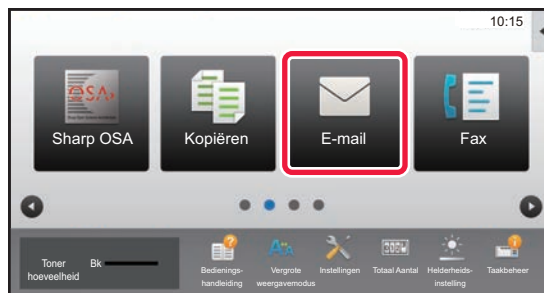 10:15
OSA
Sharp OSA
Kopiëren
E-mail
Fax
Toner
hoeveelheid
Bk
Bedienings-
handleiding
Vergrote
weergavemodus
Instellingen
Totaal Aantal
Helderheids-
instelling
Taakbeheer